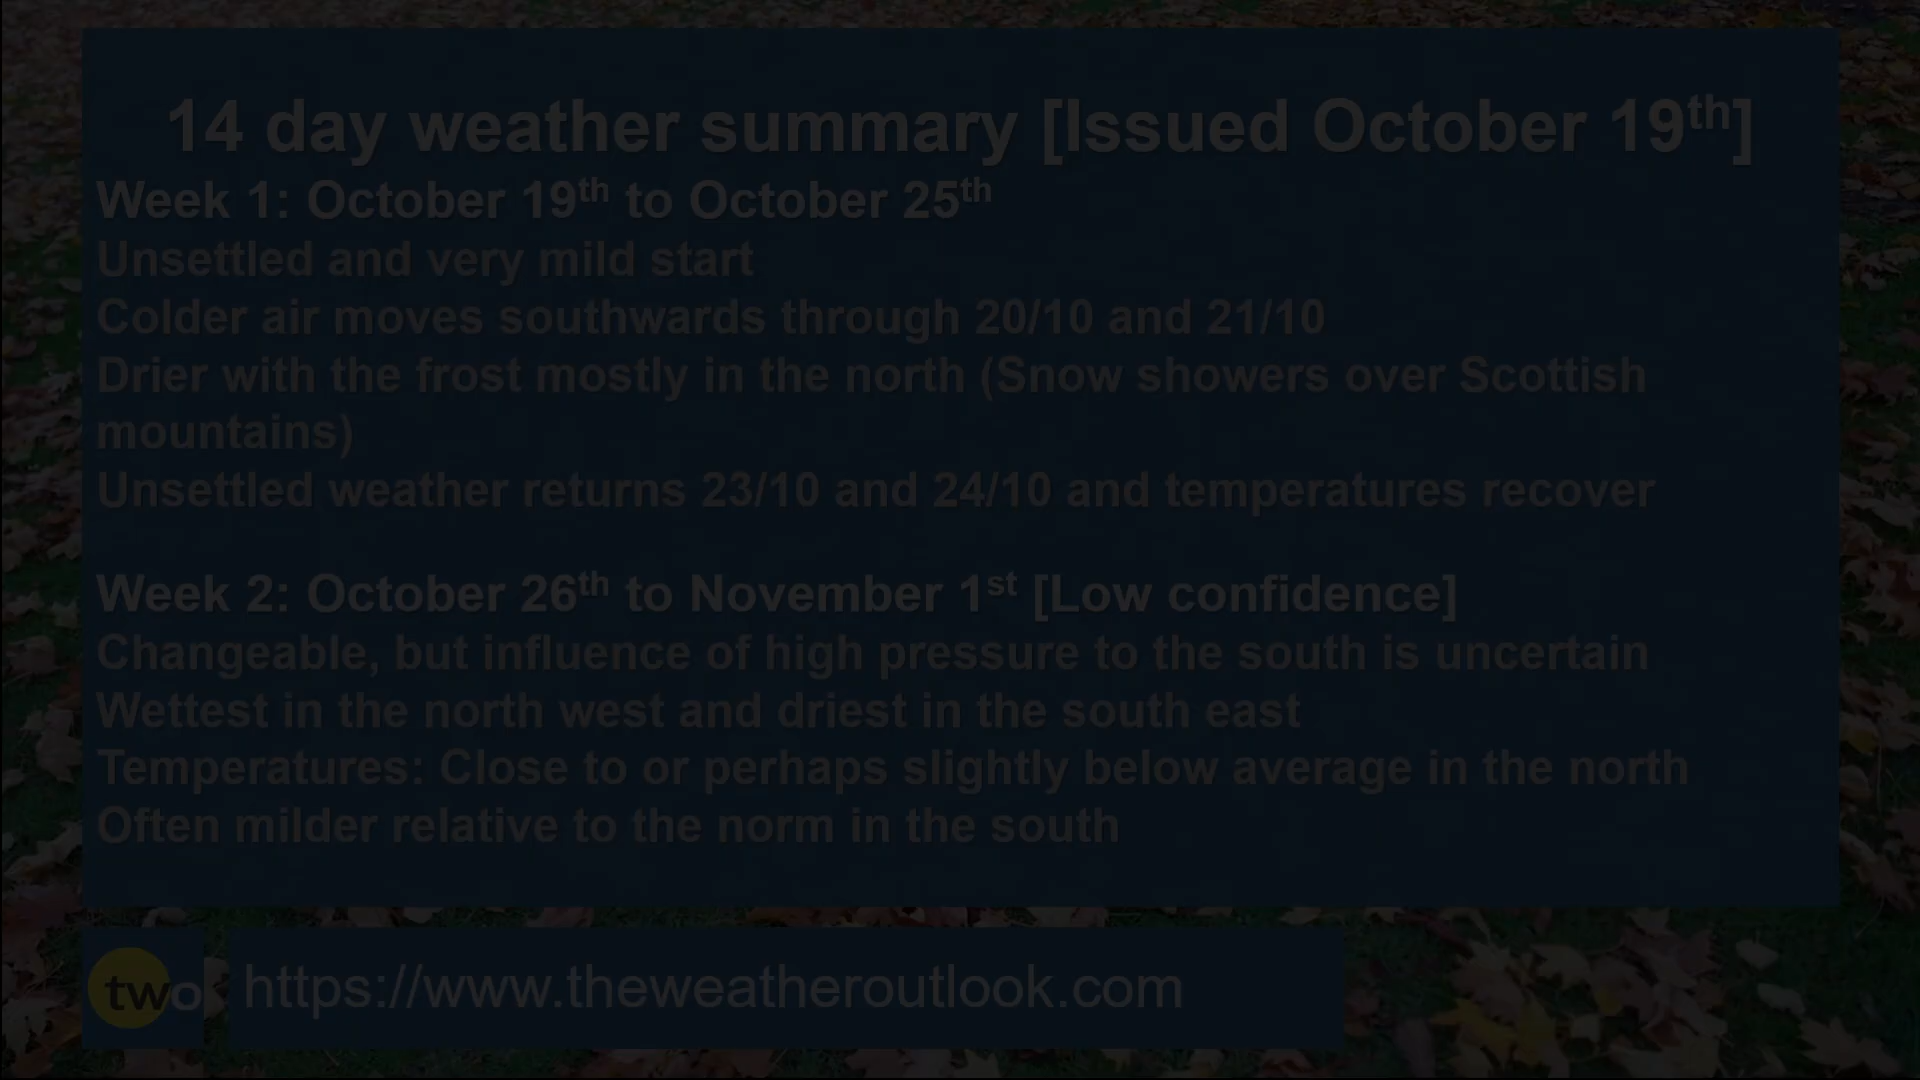 14 day weather summary [Issued October 19th]
Week 1: October 19th to October 25th
Unsettled and very mild start
Colder air moves southwards through 20/10 and 21/10
Drier with the frost mostly in the north (Snow showers over Scottish
mountains)
Unsettled weather returns 23/10 and 24/10 and temperatures recover
Week 2: October 26th to November 1st [Low confidence]
Changeable, but influence of high pressure to the south is uncertain
Wettest in the north west and driest in the south east
Temperatures: Close to or perhaps slightly below average in the north
Often milder relative to the norm in the south
two
https://www.theweatheroutlook.com